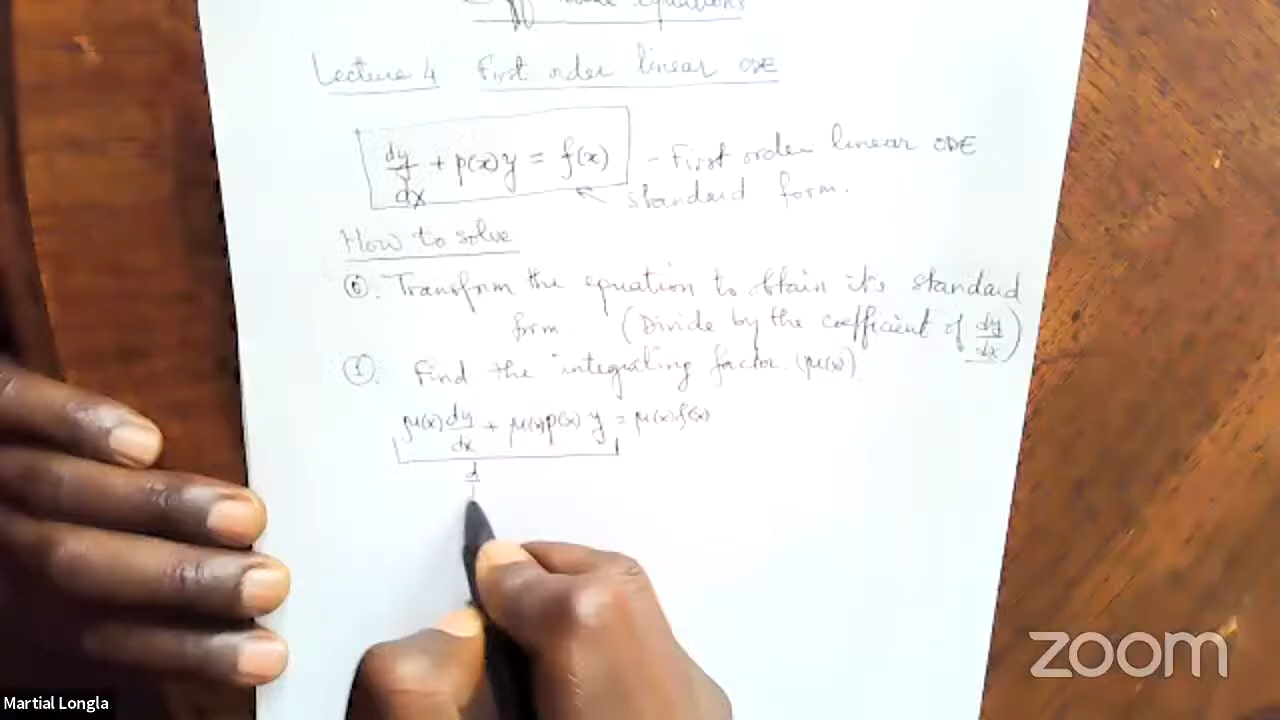 equations
Lecture 4 First order linear ODE
dy/dx + p(x)y = f(x) - First order linear ODE
standard form.
How to solve
⓪. Transform the equation to obtain it's standard
form (Divide by the coefficient of dy/dx)
①. Find the integrating factor. (μ(x))
μ(x) dy/dx + μ(x)p(x) y = μ(x)f(x)
d
zoom
Martial Longla